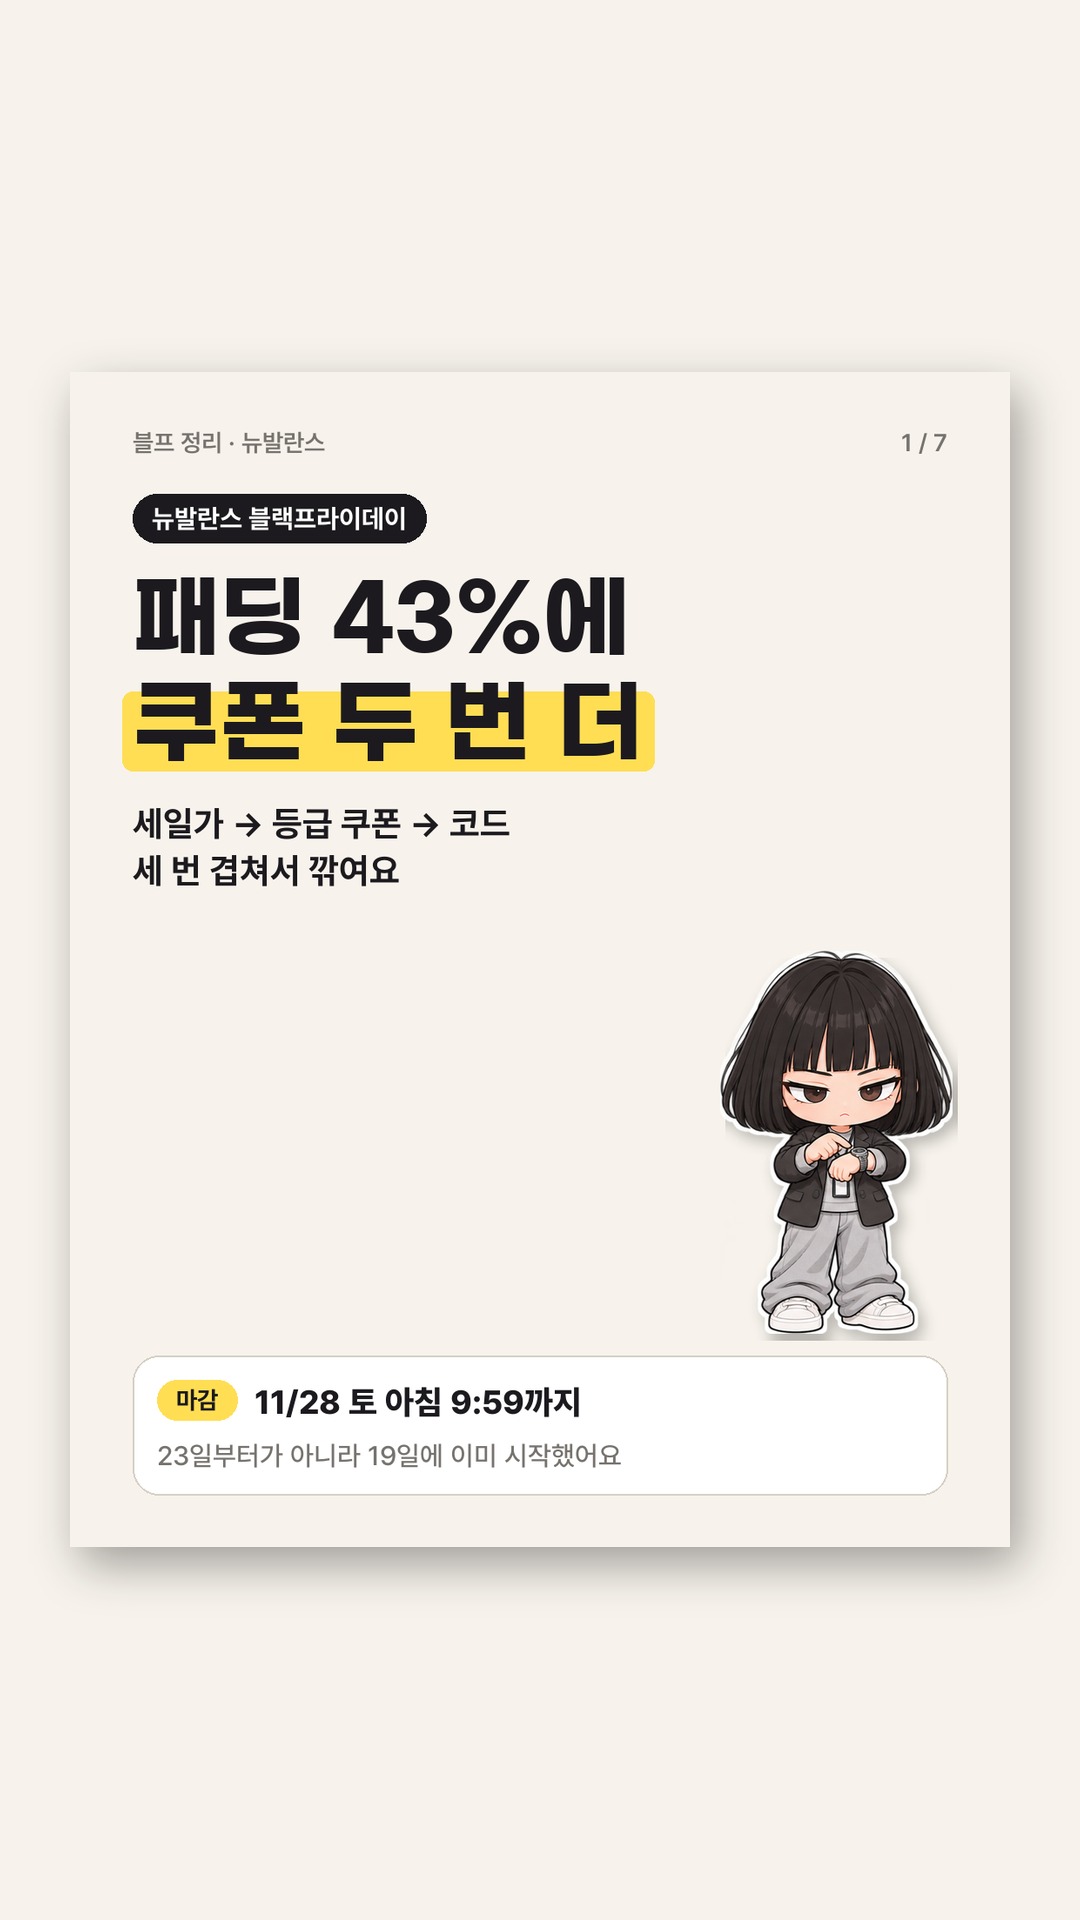 블프 정리 · 뉴발란스
1 / 7
뉴발란스 블랙프라이데이
패딩 43%에
쿠폰 두 번 더
세일가 → 등급 쿠폰 → 코드
세 번 겹쳐서 깎여요
마감 11/28 토 아침 9:59까지
23일부터가 아니라 19일에 이미 시작했어요